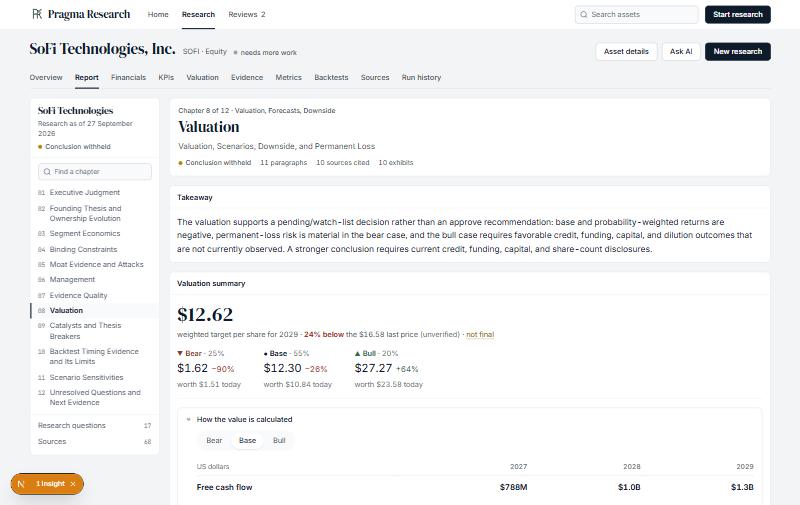 Pragma Research
Home
Research
Reviews 2
Search assets
Start research
SoFi Technologies, Inc.
SOFI · Equity
needs more work
Asset details
Ask AI
New research
Overview
Report
Financials
KPIs
Valuation
Evidence
Metrics
Backtests
Sources
Run history
SoFi Technologies
Research as of 27 September
2026
Conclusion withheld
Find a chapter
01 Executive Judgment
02 Founding Thesis and
Ownership Evolution
03 Segment Economics
04 Binding Constraints
05 Moat Evidence and Attacks
06 Management
07 Evidence Quality
08 Valuation
09 Catalysts and Thesis
Breakers
10 Backtest Timing Evidence
and Its Limits
11 Scenario Sensitivities
12 Unresolved Questions and
Next Evidence
Research questions 17
Sources 68
1 Insight ×
Chapter 8 of 12 · Valuation, Forecasts, Downside
Valuation
Valuation, Scenarios, Downside, and Permanent Loss
Conclusion withheld · 11 paragraphs · 10 sources cited · 10 exhibits
Takeaway
The valuation supports a pending/watch-list decision rather than an approve recommendation: base and probability-weighted returns are
negative, permanent-loss risk is material in the bear case, and the bull case requires favorable credit, funding, capital, and dilution outcomes that
are not currently observed. A stronger conclusion requires current credit, funding, capital, and share-count disclosures.
Valuation summary
$12.62
weighted target per share for 2029 · 24% below the $16.58 last price (unverified) · not final
▼ Bear · 25%
$1.62 −90%
worth $1.51 today
● Base · 55%
$12.30 −26%
worth $10.84 today
▲ Bull · 20%
$27.27 +64%
worth $23.58 today
How the value is calculated
Bear
Base
Bull
US dollars 2027 2028 2029
Free cash flow $788M $1.0B $1.3B